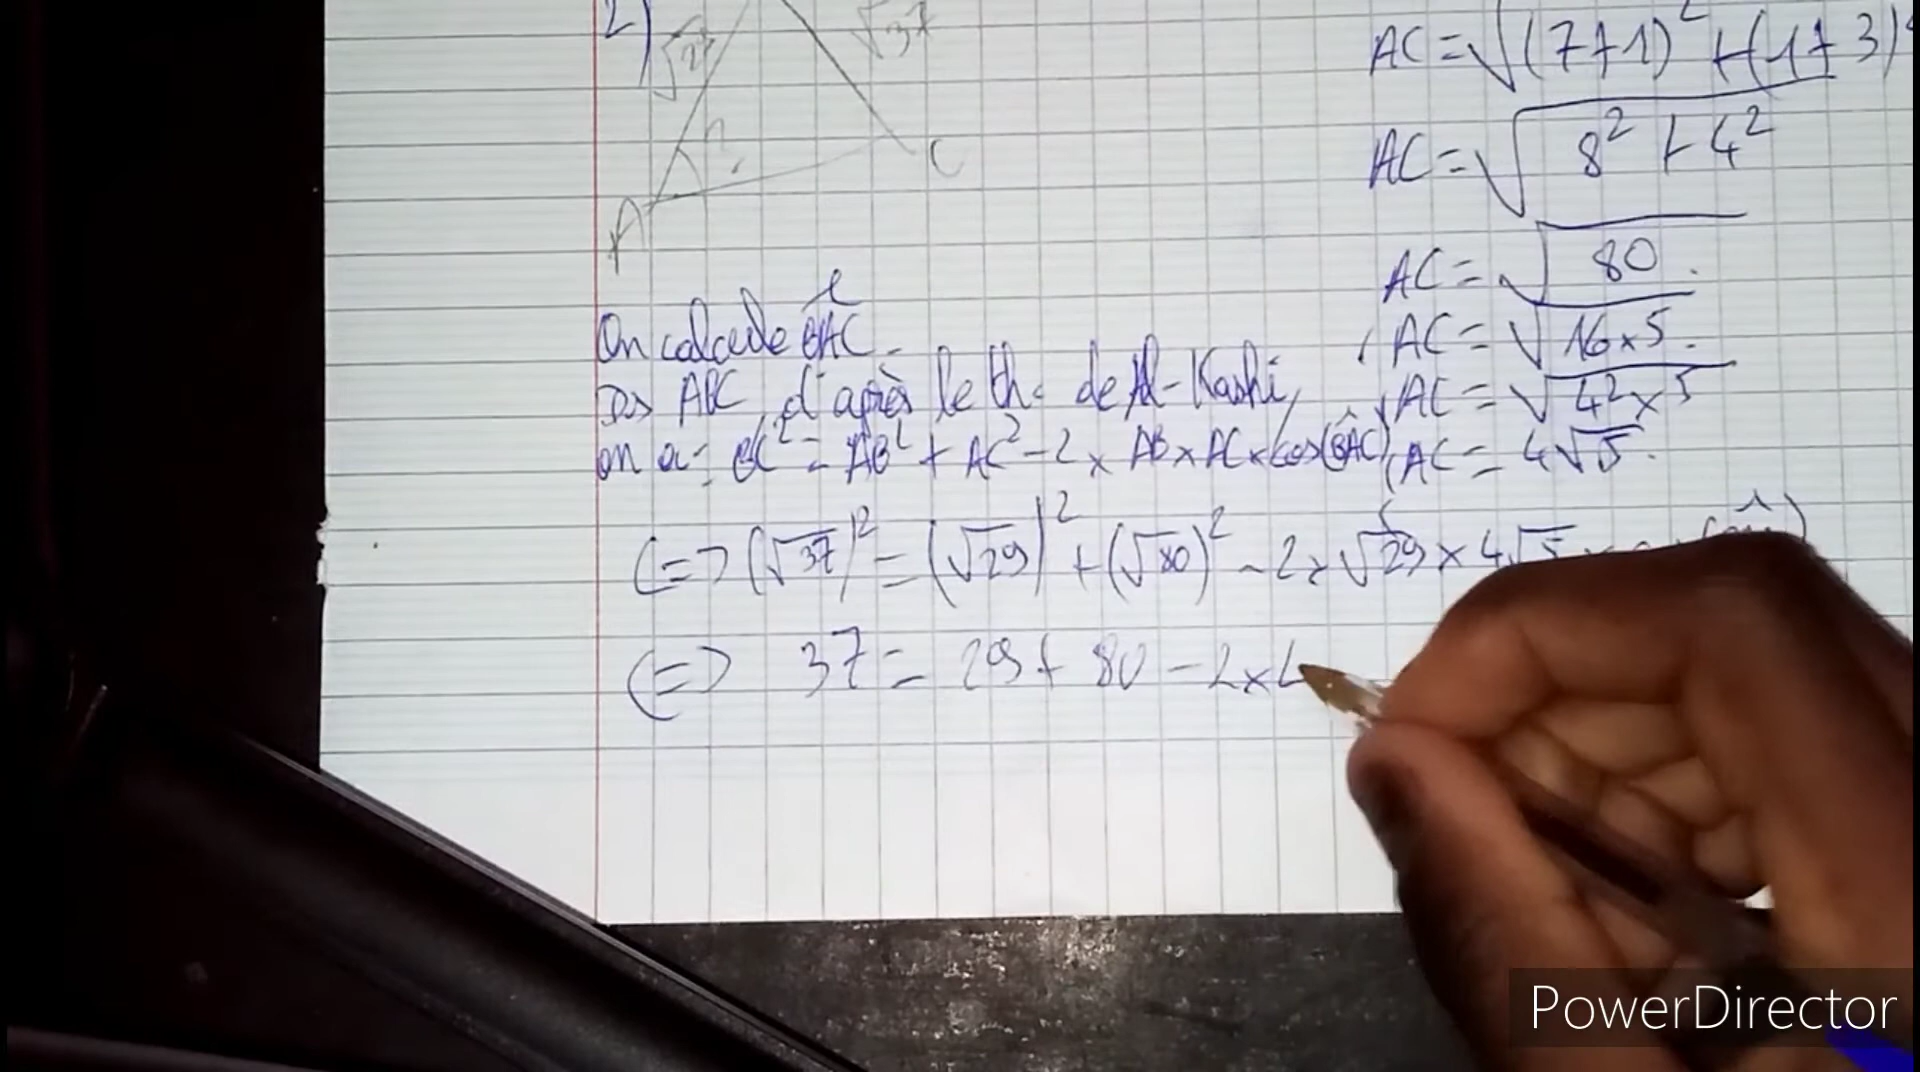 2)
√29
√37
C
A
On calcule l'
BAC.
Ds ABC, d'après le th. de Al-Kashi,
on a: BC² = AB² + AC² - 2 × AB × AC × cos(BÂC)
(=) (√37)² = (√29)² + (√80)² - 2 × √29 × 4√5 ×
(=) 37 = 29 + 80 - 2 × 4
AC = √(7+1)² + (1+3)²
AC = √8² + 4²
AC = √80.
AC = √16×5.
AC = √4²×5
AC = 4√5.
PowerDirector